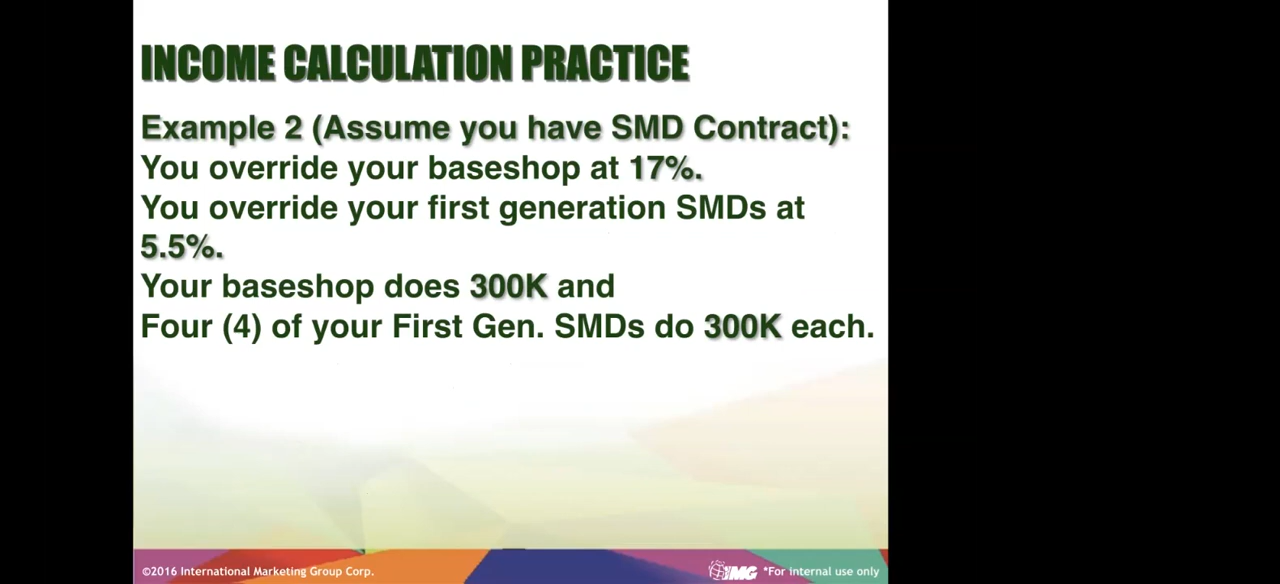 INCOME CALCULATION PRACTICE
Example 2 (Assume you have SMD Contract):
You override your baseshop at 17%.
You override your first generation SMDs at
5.5%.
Your baseshop does 300K and
Four (4) of your First Gen. SMDs do 300K each.
©2016 International Marketing Group Corp.
IMG *For internal use only